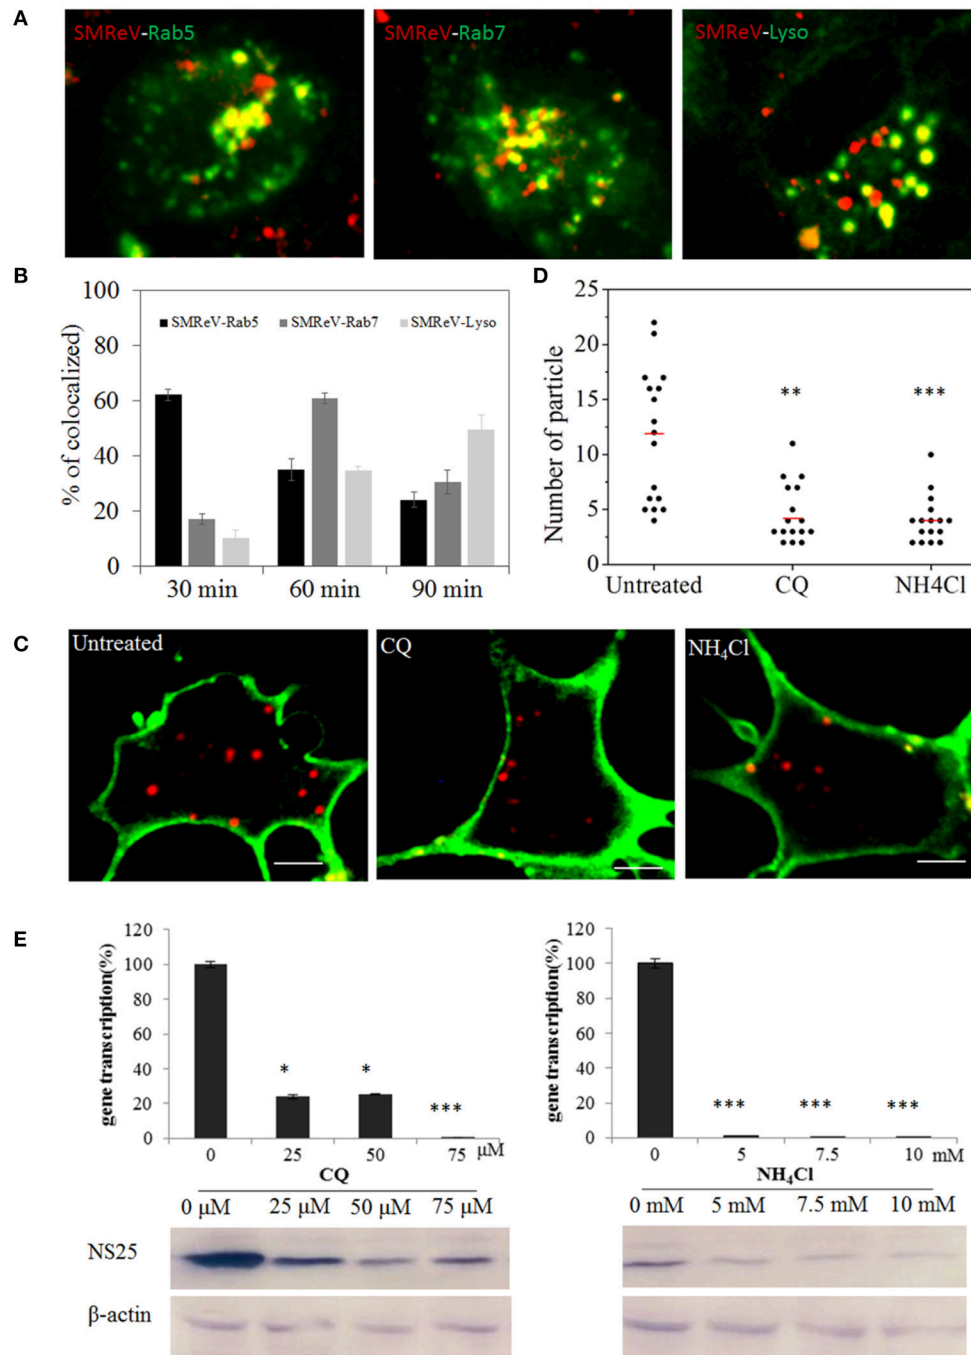 A
SMReV-Rab5
SMReV-Rab7
SMReV-Lyso
B
100
80
60
40
20
0
% of colocalized
SMReV-Rab5
SMReV-Rab7
SMReV-Lyso
30 min
60 min
90 min
D
25
20
15
10
5
0
Number of particle
**
***
Untreated
CQ
NH4Cl
C
Untreated
CQ
NH₄Cl
E
gene transcription(%)
120
100
80
60
40
20
0
*
*
***
0
25
50
75
μM
CQ
gene transcription(%)
120
100
80
60
40
20
0
***
***
***
0
5
7.5
10 mM
NH₄Cl
0 μM
25 μM
50 μM
75 μM
0 mM
5 mM
7.5 mM
10 mM
NS25
β-actin